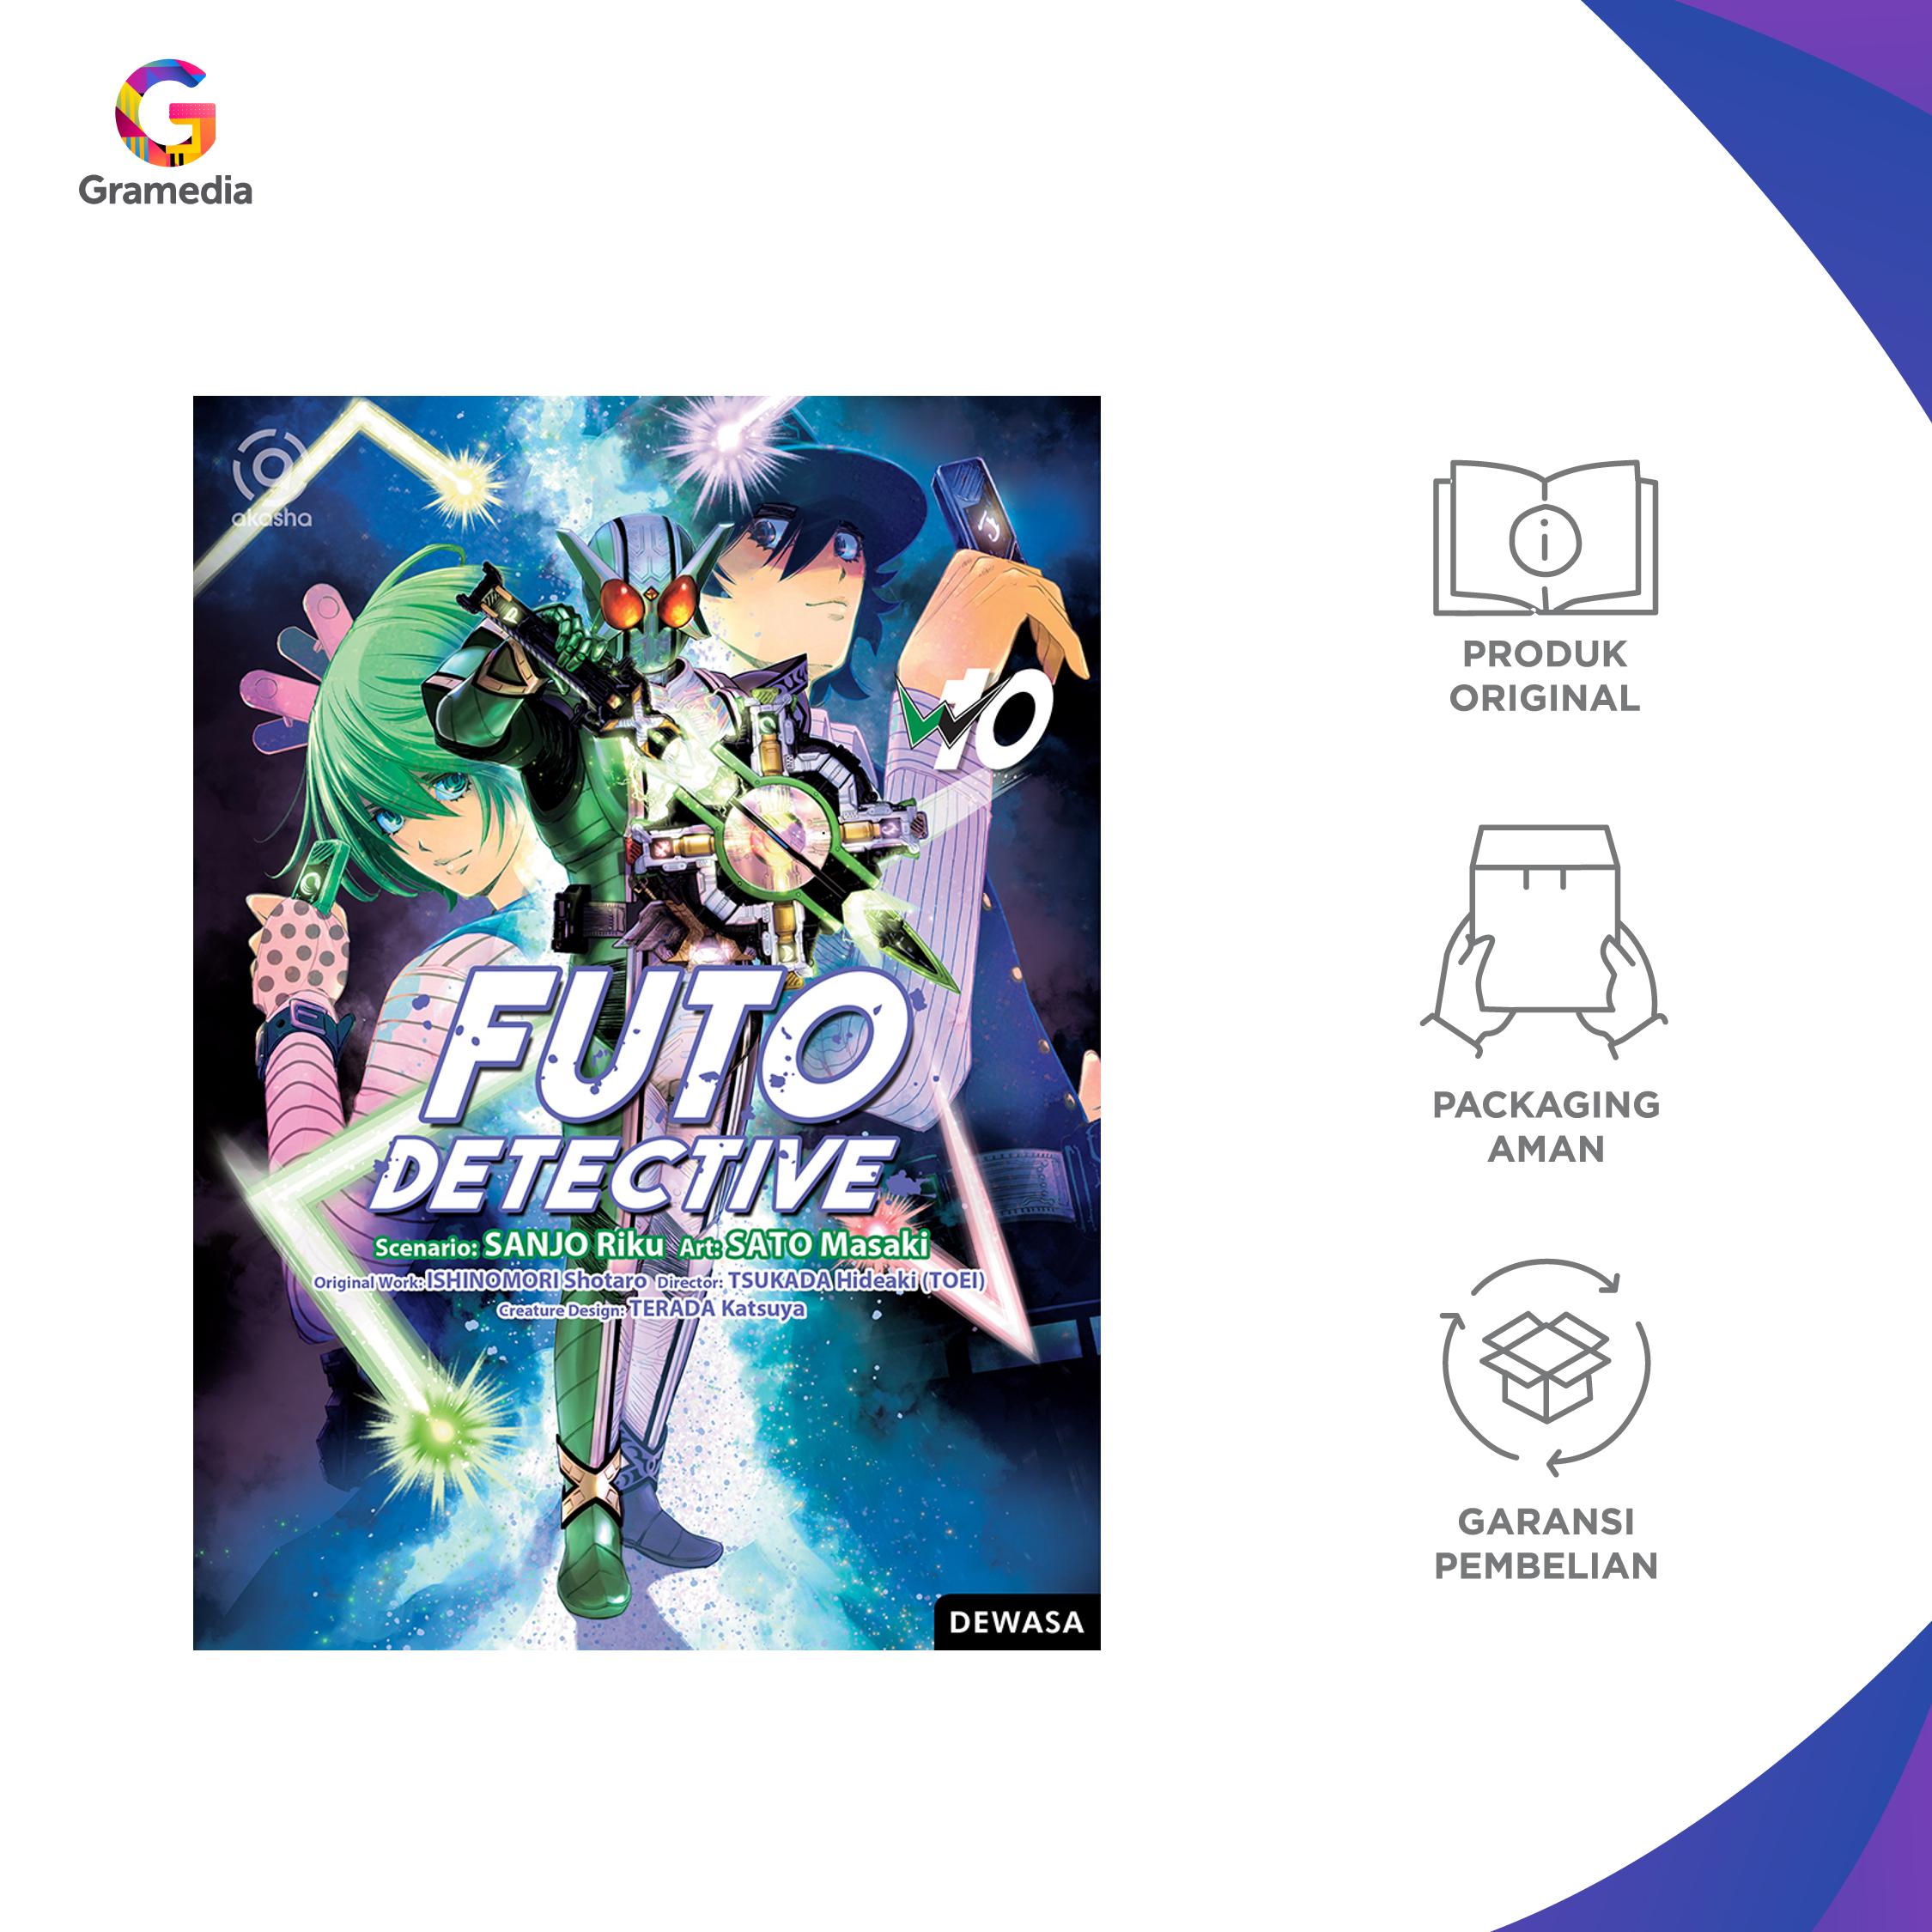 Gramedia
akasha
10
FUTO
DETECTIVE
Scenario: SANJO Riku Art: SATO Masaki
Original Work: ISHINOMORI Shotaro Director: TSUKADA Hideaki (TOEI)
Creature Design: TERADA Katsuya
DEWASA
PRODUK
ORIGINAL
PACKAGING
AMAN
GARANSI
PEMBELIAN